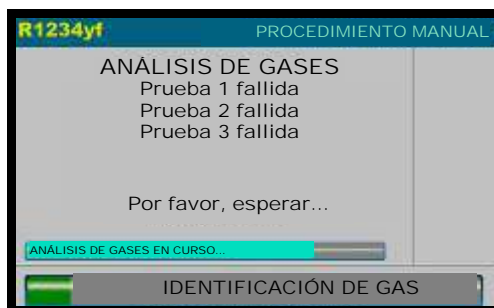 R1234yf PROCEDIMIENTO MANUAL
ANÁLISIS DE GASES
Prueba 1 fallida
Prueba 2 fallida
Prueba 3 fallida
Por favor, esperar...
ANÁLISIS DE GASES EN CURSO...
IDENTIFICACIÓN DE GAS